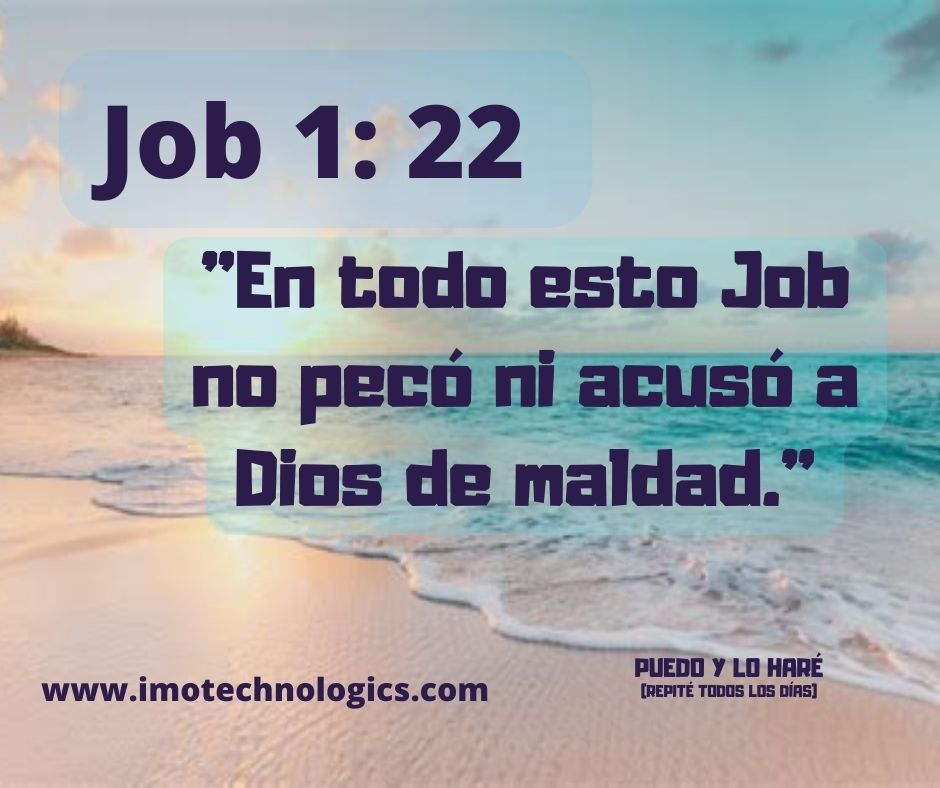 Job 1: 22
"En todo esto Job
no pecó ni acusó a
Dios de maldad."
www.imotechnologics.com
PUEDO Y LO HARÉ
(REPITÉ TODOS LOS DÍAS)